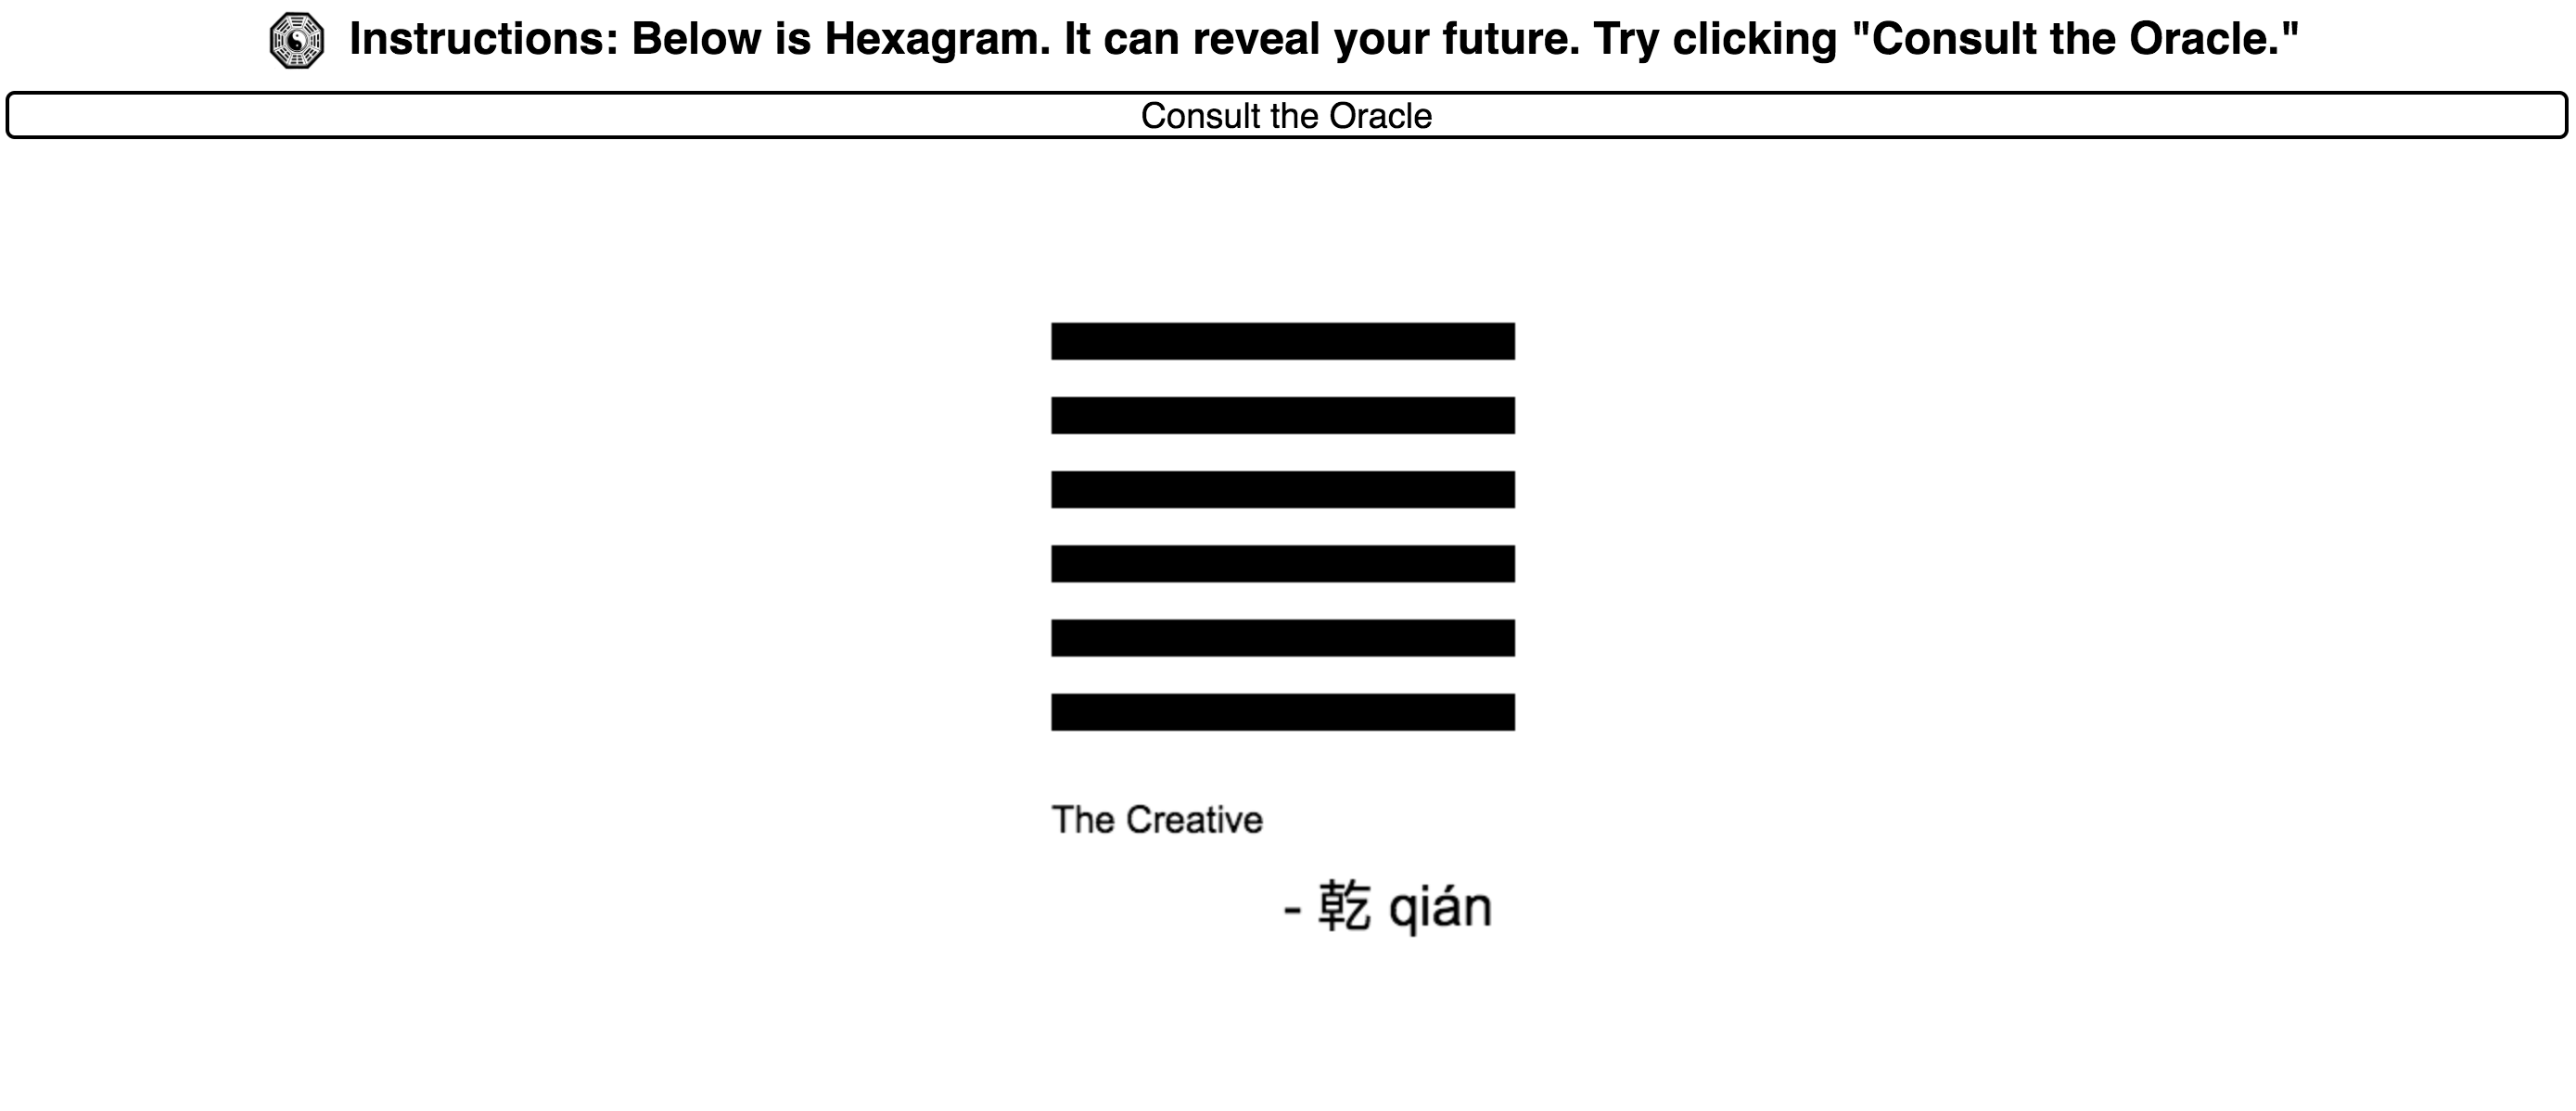 Instructions: Below is Hexagram. It can reveal your future. Try clicking "Consult the Oracle."
Consult the Oracle
The Creative
- 乾 qián